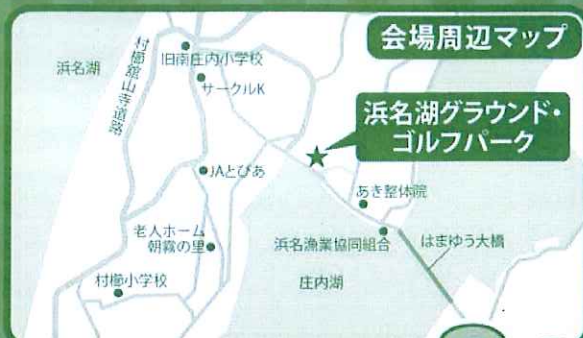 会場周辺マップ
浜名湖
村櫛舘山寺道路
旧南庄内小学校
サークルK
浜名湖グラウンド・
ゴルフパーク
JAとぴあ
あき整体院
老人ホーム
朝霧の里
浜名漁業協同組合
はまゆう大橋
村櫛小学校
庄内湖